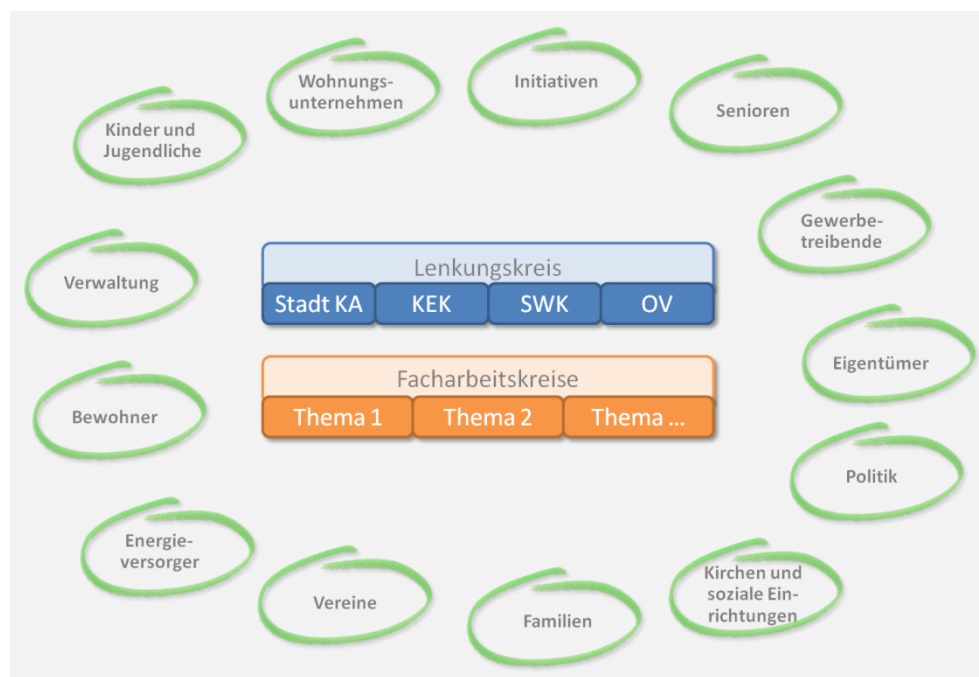 Wohnungs-
unternehmen
Initiativen
Senioren
Kinder und
Jugendliche
Gewerbe-
treibende
Verwaltung
Lenkungskreis
Stadt KA KEK SWK OV
Eigentümer
Facharbeitskreise
Thema 1 Thema 2 Thema ...
Bewohner
Politik
Energie-
versorger
Vereine
Familien
Kirchen und
soziale Ein-
richtungen